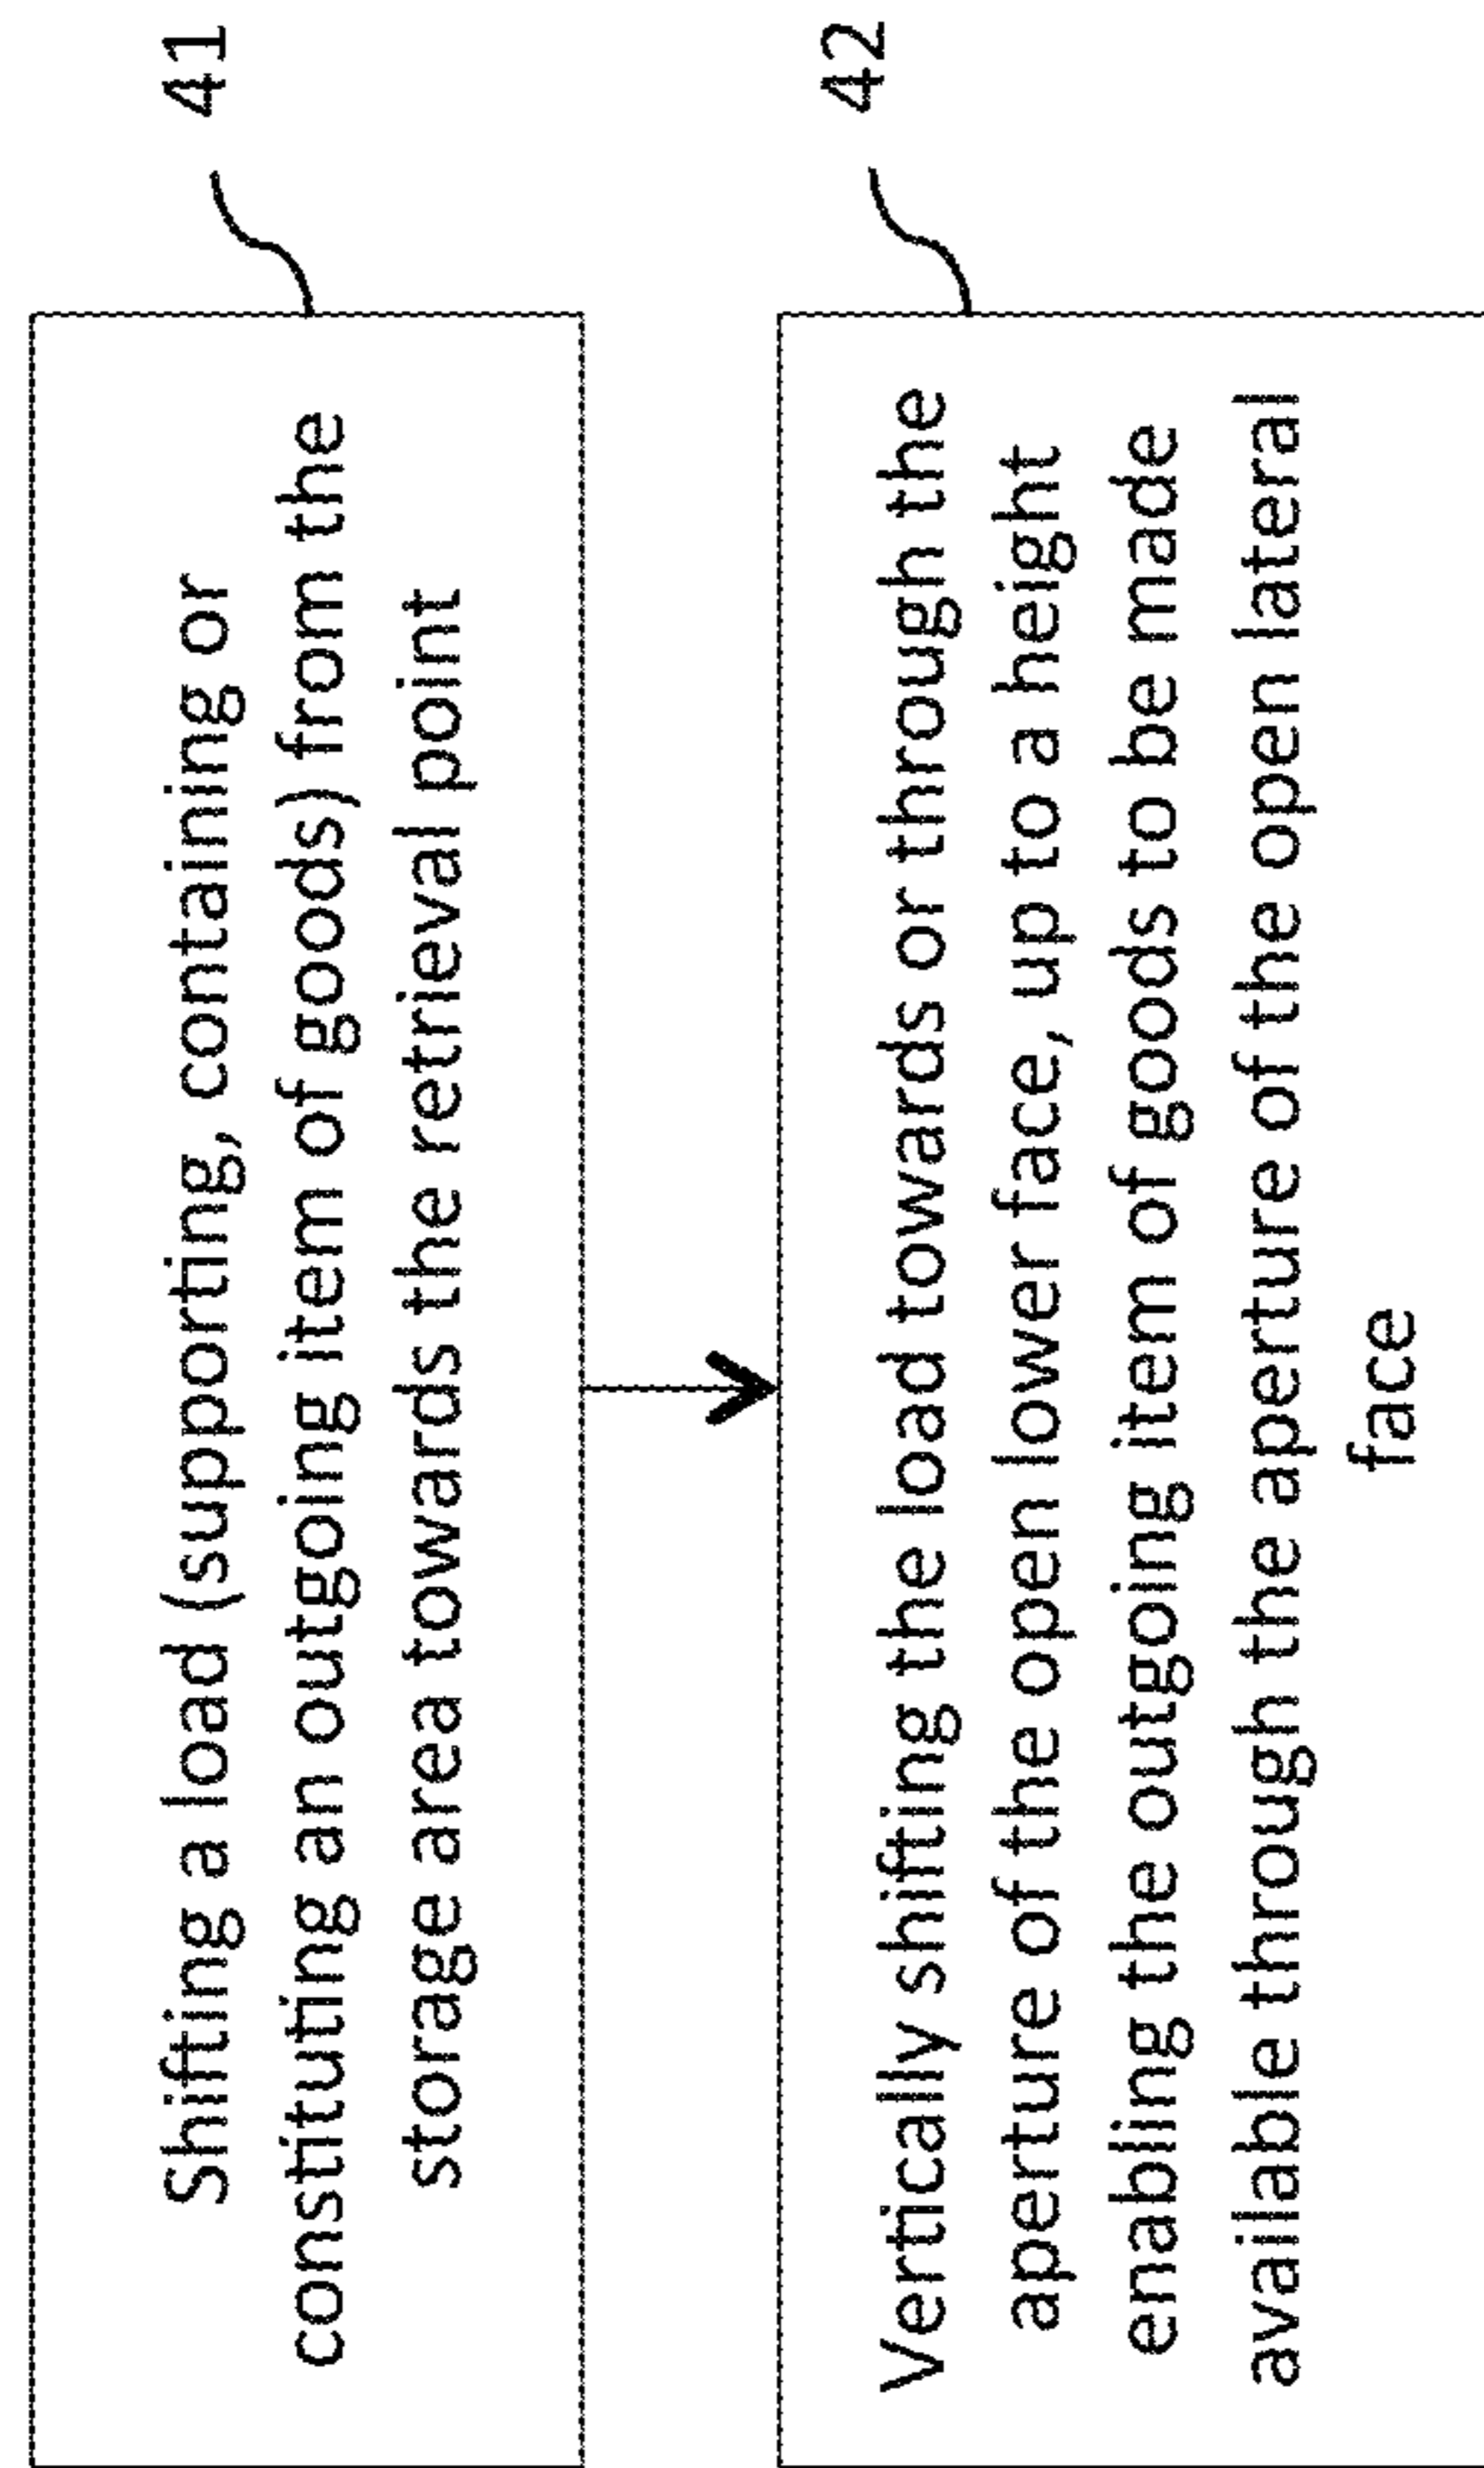 41
Shifting a load (supporting, containing or
constituting an outgoing item of goods) from the
storage area towards the retrieval point
42
Vertically shifting the load towards or through the
aperture of the open lower face, up to a height
enabling the outgoing item of goods to be made
available through the aperture of the open lateral
face